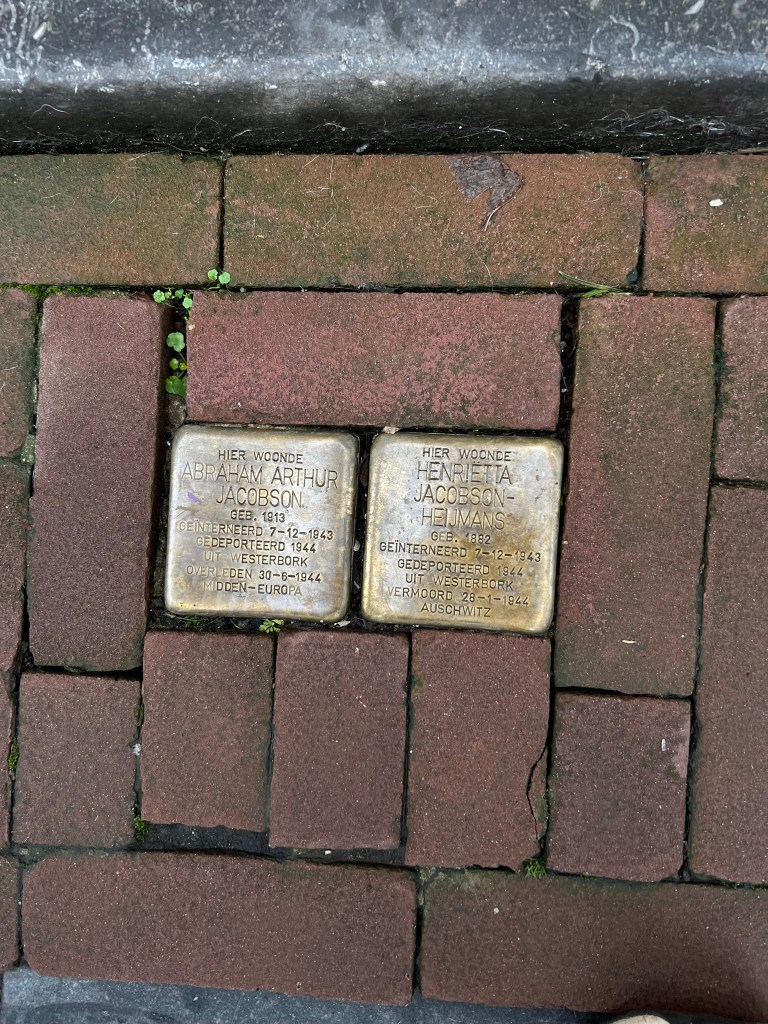 HIER WOONDE
ABRAHAM ARTHUR
JACOBSON
GEB. 1913
GEÏNTERNEERD 7-12-1943
GEDEPORTEERD 1944
UIT WESTERBORK
OVERLEDEN 30-6-1944
MIDDEN-EUROPA
HIER WOONDE
HENRIËTTA
JACOBSON-
HEIJMANS
GEB. 1882
GEÏNTERNEERD 7-12-1943
GEDEPORTEERD 1944
UIT WESTERBORK
VERMOORD 28-1-1944
AUSCHWITZ